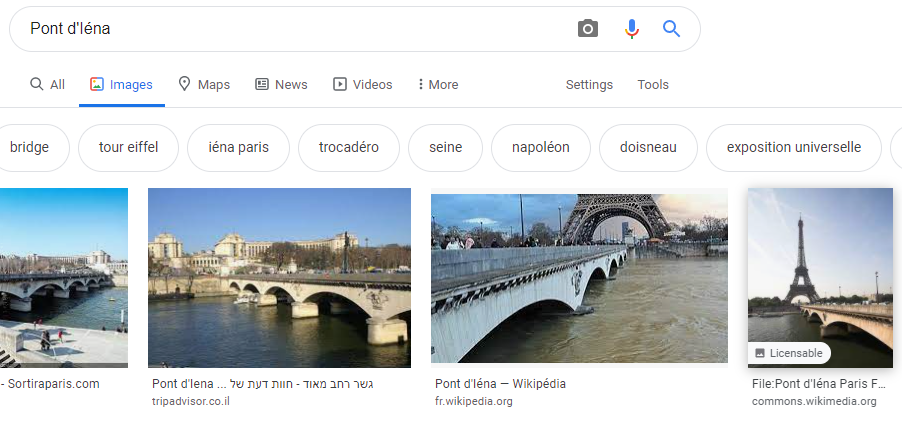 Pont d'Iéna
All Images Maps News Videos More Settings Tools
bridge tour eiffel iéna paris trocadéro seine napoléon doisneau exposition universelle
Licensable
- Sortiraparis.com Pont d'Iena ... גשר רחב מאוד - חוות דעת של Pont d'Iéna — Wikipédia File:Pont d'Iéna Paris F...
tripadvisor.co.il fr.wikipedia.org commons.wikimedia.org